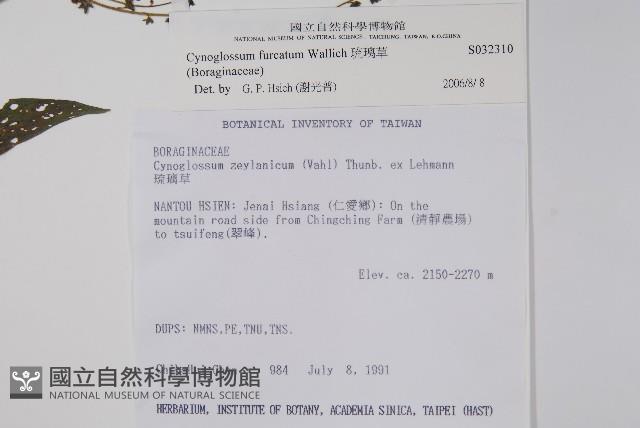 國立自然科學博物館
NATIONAL MUSEUM OF NATURAL SCIENCE, TAICHUNG, TAIWAN, R.O.CHINA
Cynoglossum furcatum Wallich 琉璃草 S032310
(Boraginaceae)
Det. by G. P. Hsieh (謝光普) 2006/8/8
BOTANICAL INVENTORY OF TAIWAN
BORAGINACEAE
Cynoglossum zeylanicum (Vahl) Thunb. ex Lehmann
琉璃草
NANTOU HSIEN: Jenai Hsiang (仁愛鄉): On the
mountain road side from Chingching Farm (清靜農場)
to tsuifeng(翠峰).
Elev. ca. 2150-2270 m
DUPS: NMNS,PE,TNU,TNS.
984 July 8, 1991
國立自然科學博物館
NATIONAL MUSEUM OF NATURAL SCIENCE
HERBARIUM, INSTITUTE OF BOTANY, ACADEMIA SINICA, TAIPEI (HAST)